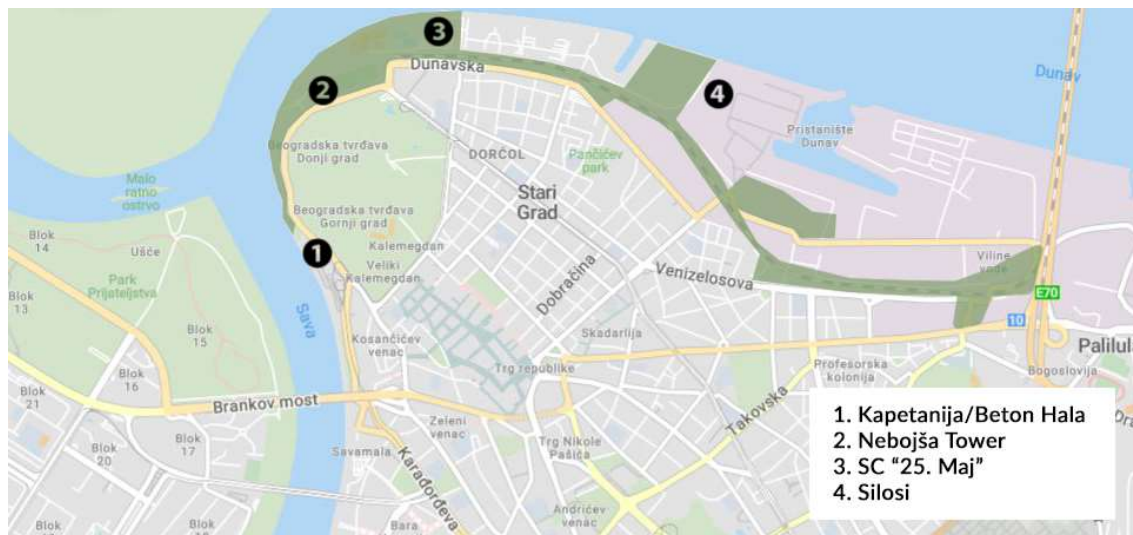 3
Dunavska
2
4
Dunav
Pristanište
Dunav
Beogradska tvrđava
Donji grad
DORĆOL
Pančićev
park
Malo
ratno
ostrvo
Stari
Grad
Beogradska tvrđava
Gornji grad
Blok
14
Ušće
1
Kalemegdan
Veliki
Kalemegdan
Venizelosova
Viline
vode
Park
Prijateljstva
Dobračina
E70
Blok
13
Sava
Blok
15
Skadarlija
10
Kosančićev
venac
Palilula
Trg republike
Profesorska
kolonija
Bogoslovija
Blok
16
Blok
21
Brankov most
Takovska
Zeleni
venac
Blok
20
Blok
17
Savamala
Trg Nikole
Pašića
Karađorđeva
Blok
19
Blok
18
Bara
Andrićev
venac
1. Kapetanija/Beton Hala
2. Nebojša Tower
3. SC “25. Maj”
4. Silosi